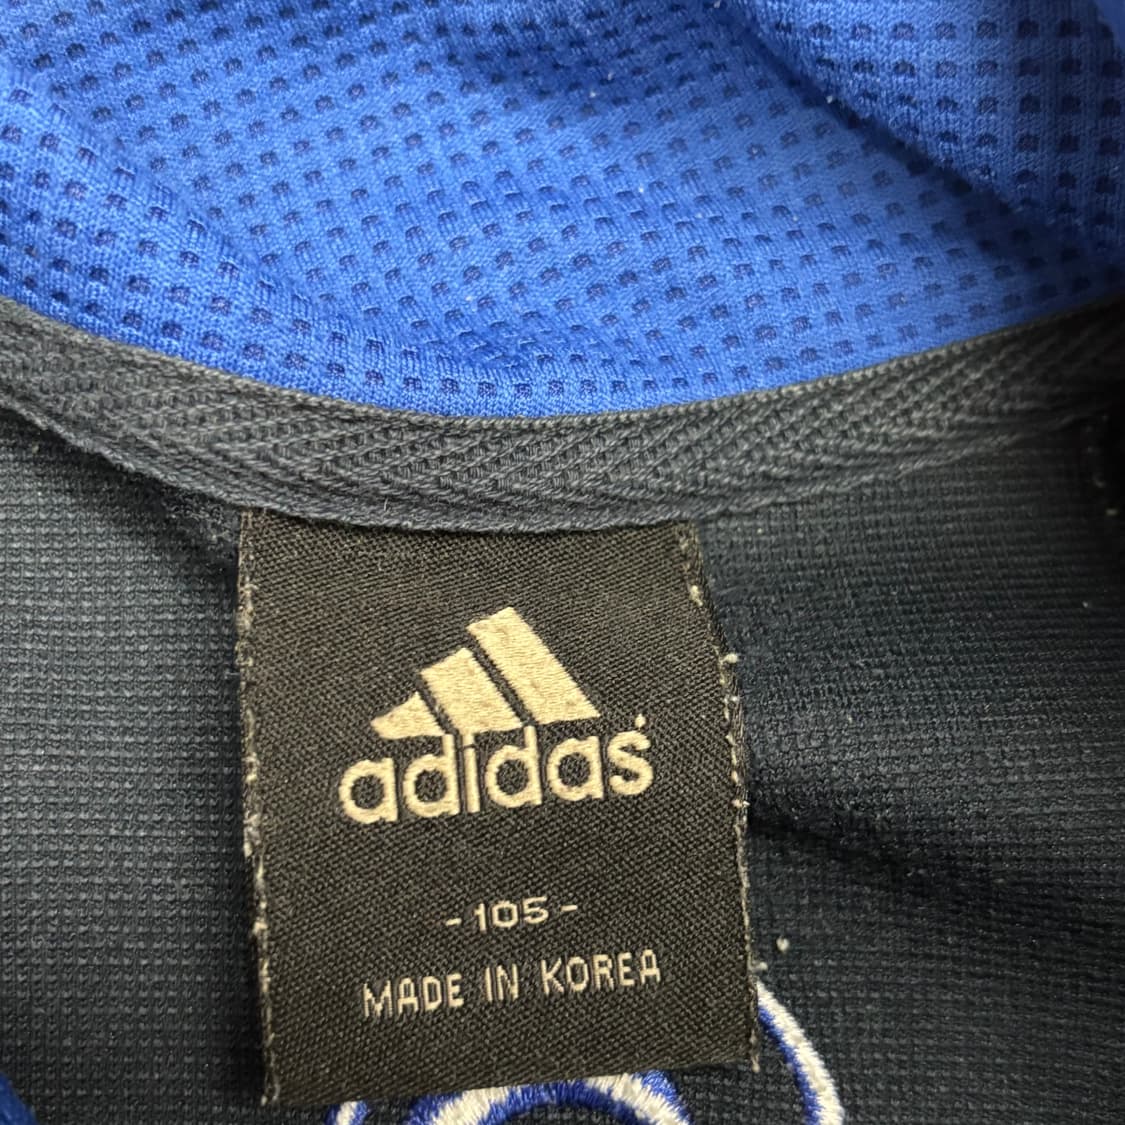 adidas
- 105 -
MADE IN KOREA